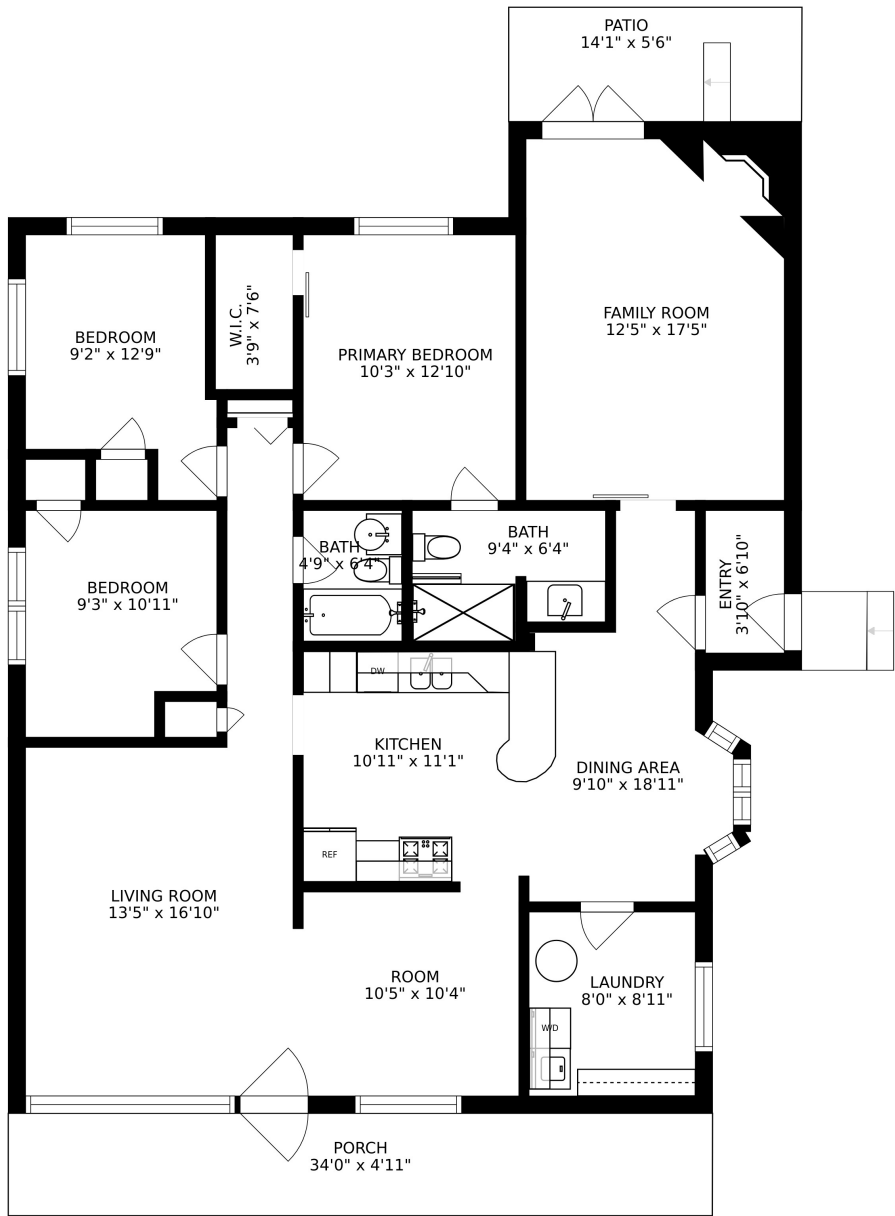 PATIO
14'1" x 5'6"
FAMILY ROOM
12'5" x 17'5"
BEDROOM
9'2" x 12'9"
W.I.C.
3'9" x 7'6"
PRIMARY BEDROOM
10'3" x 12'10"
BATH
4'9" x 6'4"
BATH
9'4" x 6'4"
ENTRY
3'10" x 6'10"
BEDROOM
9'3" x 10'11"
DW
KITCHEN
10'11" x 11'1"
DINING AREA
9'10" x 18'11"
REF
LIVING ROOM
13'5" x 16'10"
ROOM
10'5" x 10'4"
LAUNDRY
8'0" x 8'11"
W/D
PORCH
34'0" x 4'11"